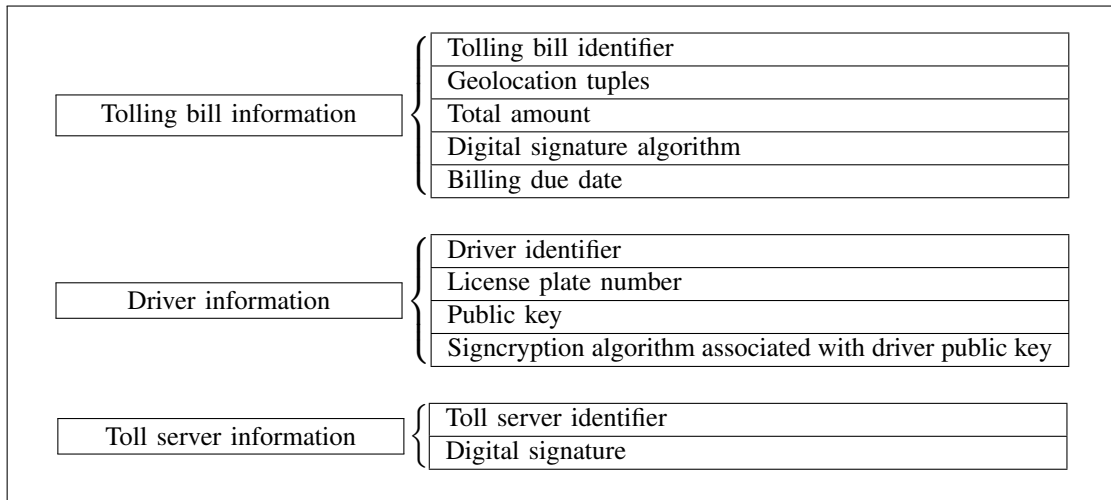 Tolling bill information
Tolling bill identifier
Geolocation tuples
Total amount
Digital signature algorithm
Billing due date
Driver information
Driver identifier
License plate number
Public key
Signcryption algorithm associated with driver public key
Toll server information
Toll server identifier
Digital signature